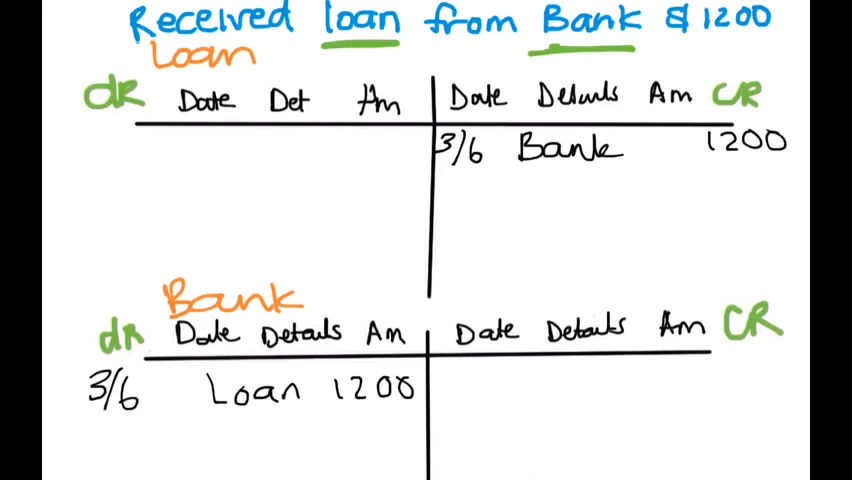 Received loan from Bank $1200
Loan
dR Date Det Am Date Details Am CR
3/6 Bank 1200
Bank
dR Date Details Am Date Details Am CR
3/6 Loan 1200